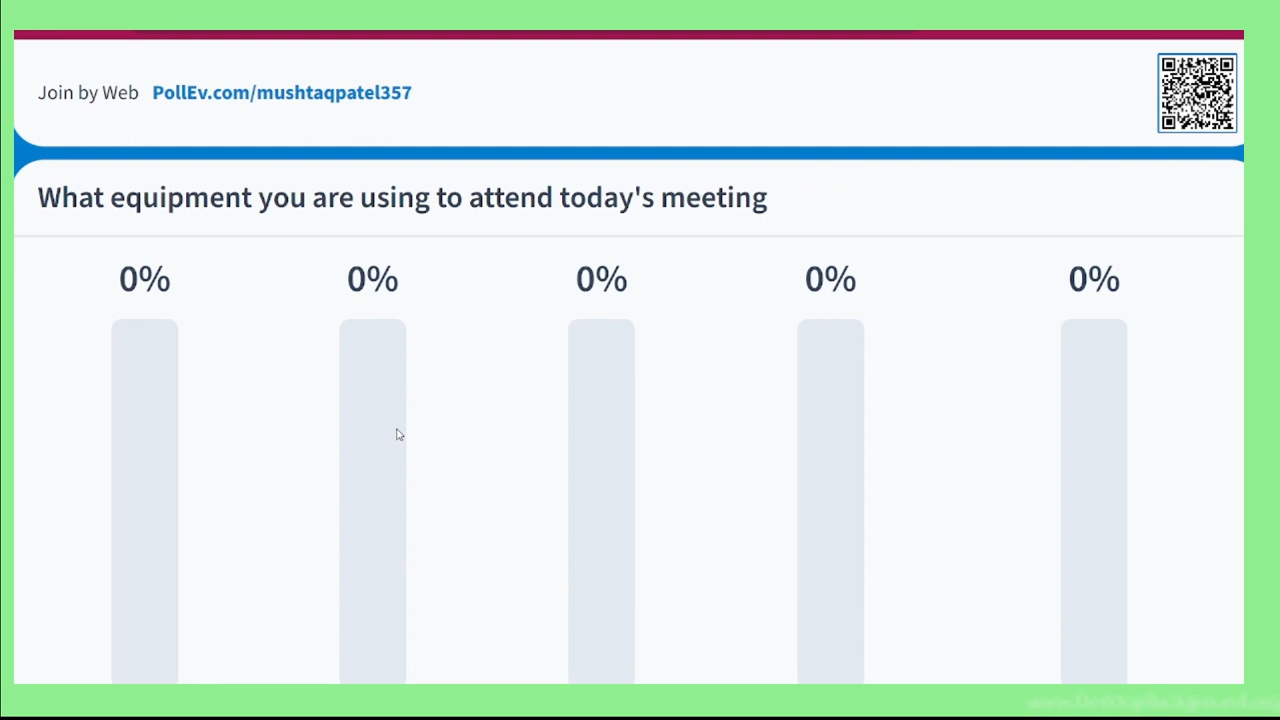 Join by Web PollEv.com/mushtaqpatel357
What equipment you are using to attend today's meeting
0% 0% 0% 0% 0%